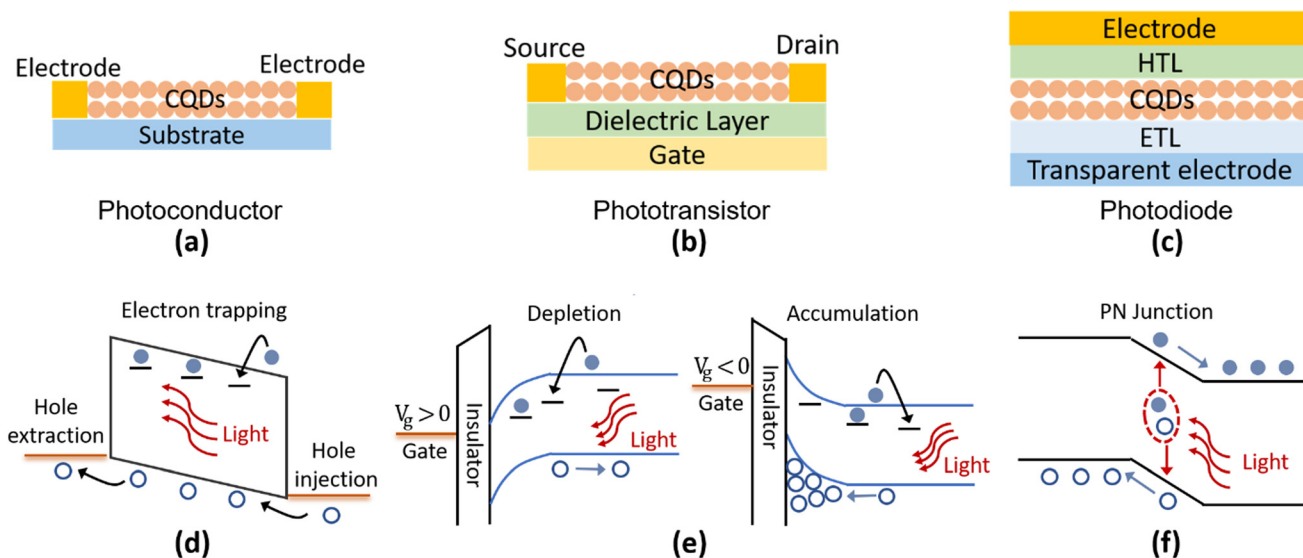 Electrode
Electrode
CQDs
Substrate
Photoconductor
(a)
Source
Drain
CQDs
Dielectric Layer
Gate
Phototransistor
(b)
Electrode
HTL
CQDs
ETL
Transparent electrode
Photodiode
(c)
Electron trapping
Hole
extraction
Light
Hole
injection
(d)
Depletion
Vg > 0
Gate
Insulator
Light
Accumulation
Vg < 0
Gate
Insulator
Light
(e)
PN Junction
Light
(f)